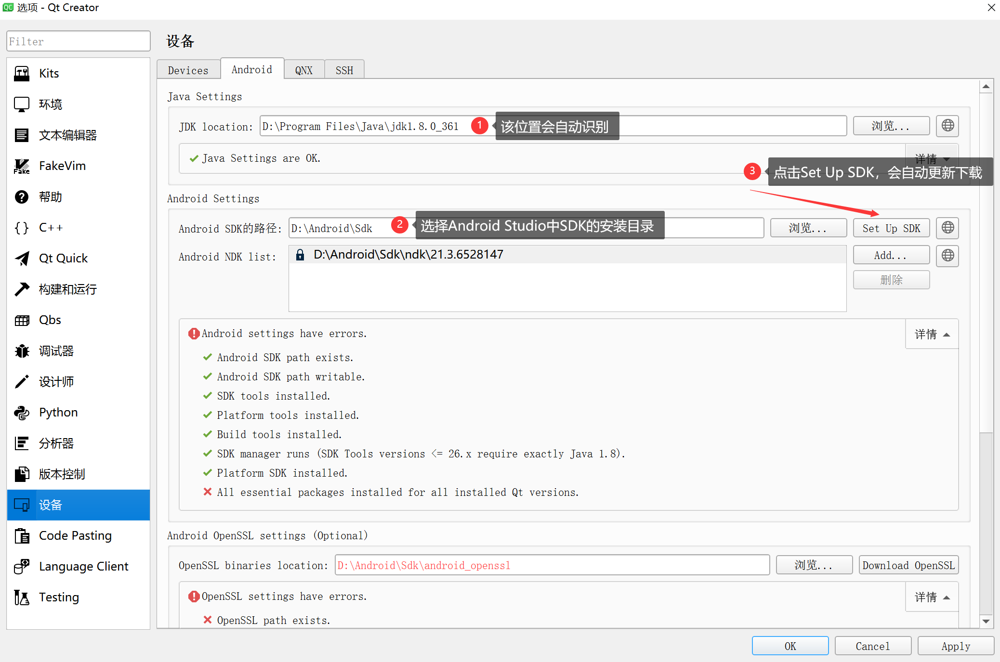 QC 选项 - Qt Creator
Filter
Kits
环境
文本编辑器
FakeVim
Fake
帮助
C++
Qt Quick
构建和运行
Qbs
调试器
设计师
Python
分析器
版本控制
设备
Code Pasting
Language Client
Testing
设备
Devices Android QNX SSH
Java Settings
JDK location: D:\Program Files\Java\jdk1.8.0_361 1 该位置会自动识别 浏览...
Java Settings are OK. 详情
3 点击Set Up SDK，会自动更新下载
Android Settings
Android SDK的路径: D:\Android\Sdk 2 选择Android Studio中SDK的安装目录 浏览... Set Up SDK
Android NDK list: D:\Android\Sdk\ndk\21.3.6528147 Add...
删除
Android settings have errors. 详情
Android SDK path exists.
Android SDK path writable.
SDK tools installed.
Platform tools installed.
Build tools installed.
SDK manager runs (SDK Tools versions <= 26.x require exactly Java 1.8).
Platform SDK installed.
All essential packages installed for all installed Qt versions.
Android OpenSSL settings (Optional)
OpenSSL binaries location: D:\Android\Sdk\android_openssl 浏览... Download OpenSSL
OpenSSL settings have errors. 详情
OpenSSL path exists.
OK Cancel Apply